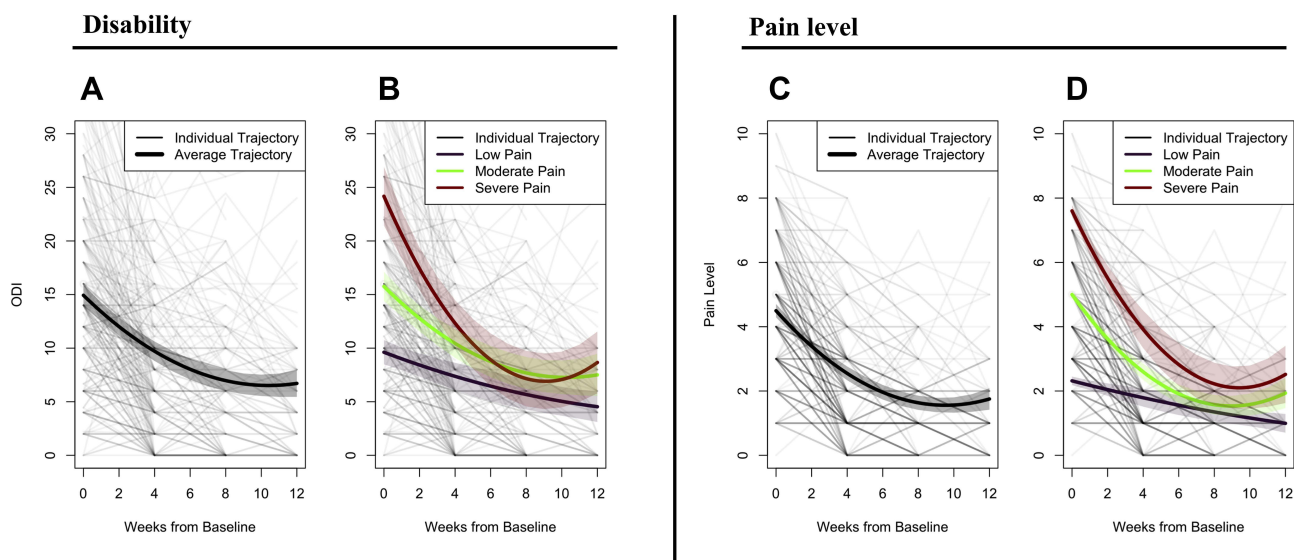 Disability
Pain level
A
B
C
D
Individual Trajectory
Average Trajectory
Individual Trajectory
Low Pain
Moderate Pain
Severe Pain
Individual Trajectory
Average Trajectory
Individual Trajectory
Low Pain
Moderate Pain
Severe Pain
ODI
30
25
20
15
10
5
0
30
25
20
15
10
5
0
Pain Level
10
8
6
4
2
0
10
8
6
4
2
0
0 2 4 6 8 10 12
0 2 4 6 8 10 12
0 2 4 6 8 10 12
0 2 4 6 8 10 12
Weeks from Baseline
Weeks from Baseline
Weeks from Baseline
Weeks from Baseline